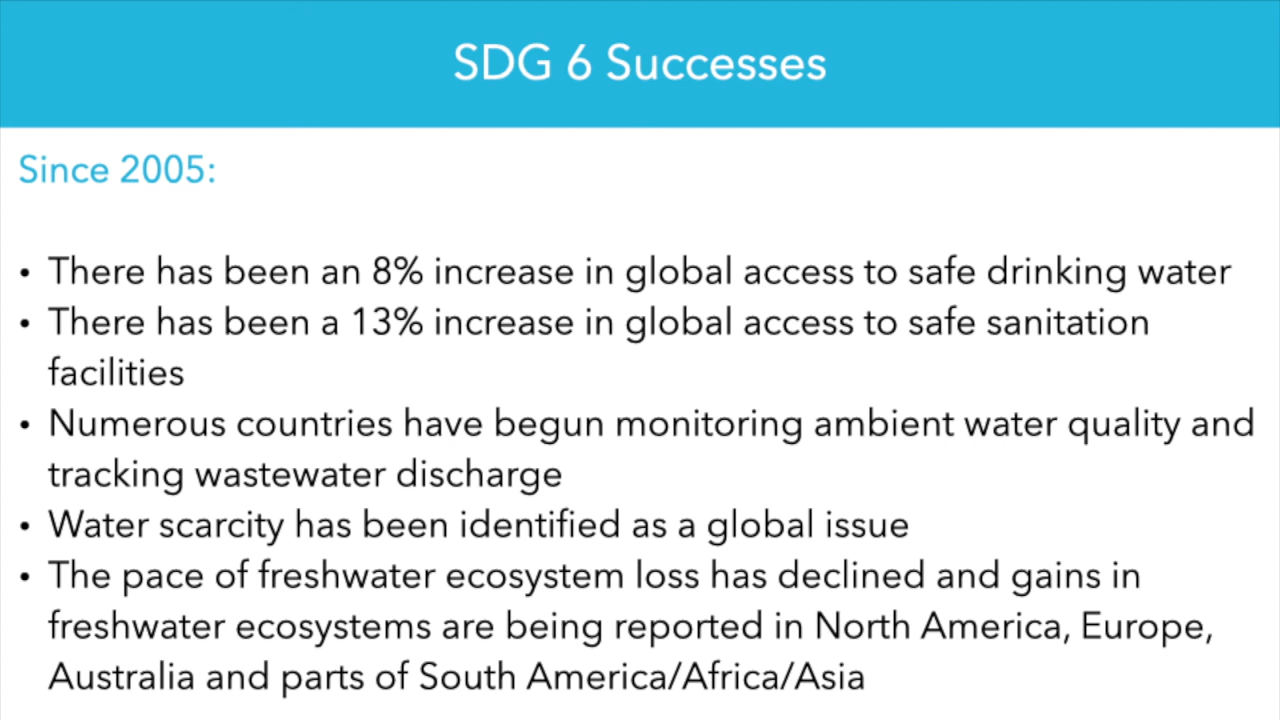 SDG 6 Successes
Since 2005:
• There has been an 8% increase in global access to safe drinking water
• There has been a 13% increase in global access to safe sanitation
facilities
• Numerous countries have begun monitoring ambient water quality and
tracking wastewater discharge
• Water scarcity has been identified as a global issue
• The pace of freshwater ecosystem loss has declined and gains in
freshwater ecosystems are being reported in North America, Europe,
Australia and parts of South America/Africa/Asia